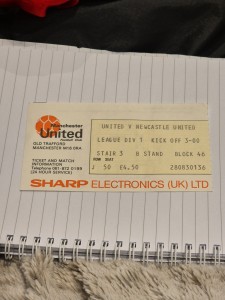 Manchester
United
OLD TRAFFORD
MANCHESTER M16 0RA
TICKET AND MATCH
INFORMATION
Telephone 061-872 0199
(24 HOUR SERVICE)
UNITED V NEWCASTLE UNITED
LEAGUE DIV 1 KICK OFF 3-00
STAIR 3 B STAND BLOCK 46
ROW SEAT
J 50 £4.50 280830136
SHARP ELECTRONICS (UK) LTD